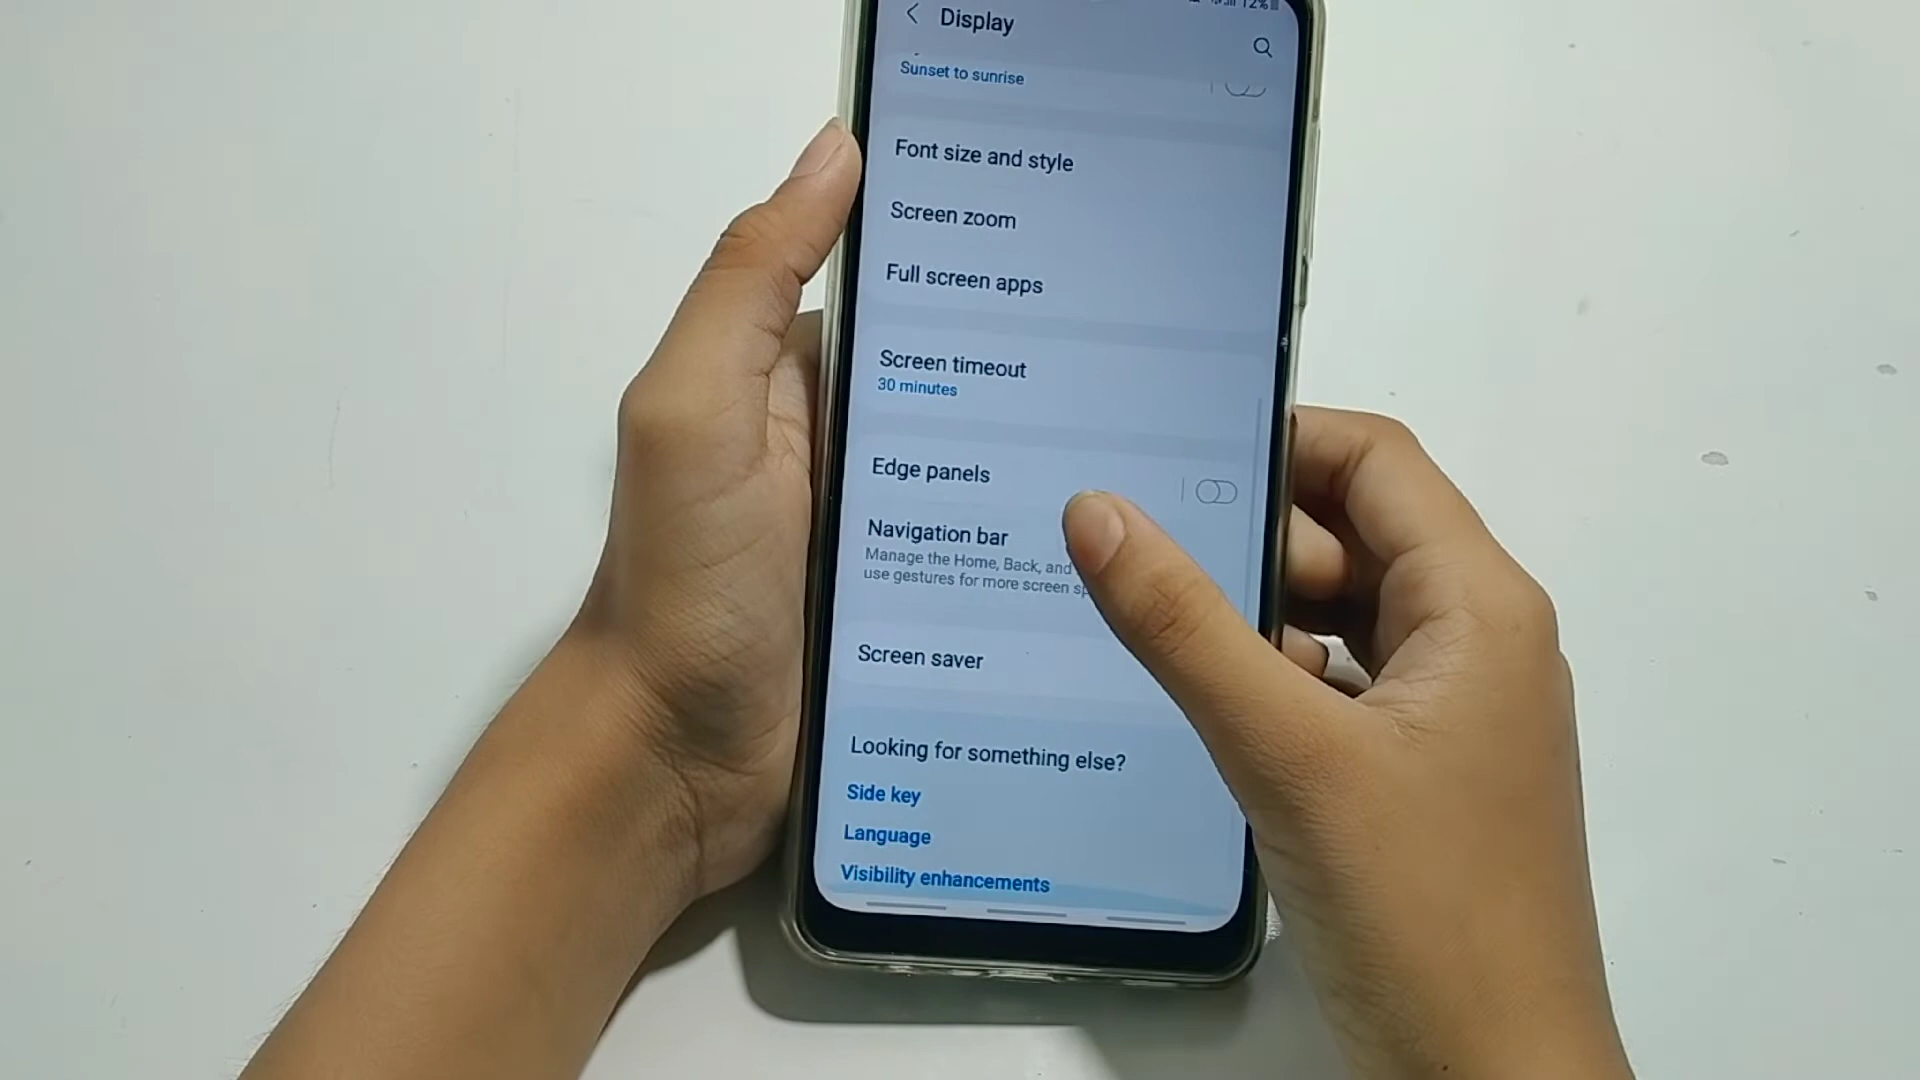 12%
Display
Sunset to sunrise
Font size and style
Screen zoom
Full screen apps
Screen timeout
30 minutes
Edge panels
Navigation bar
Manage the Home, Back, and
use gestures for more screen
Screen saver
Looking for something else?
Side key
Language
Visibility enhancements